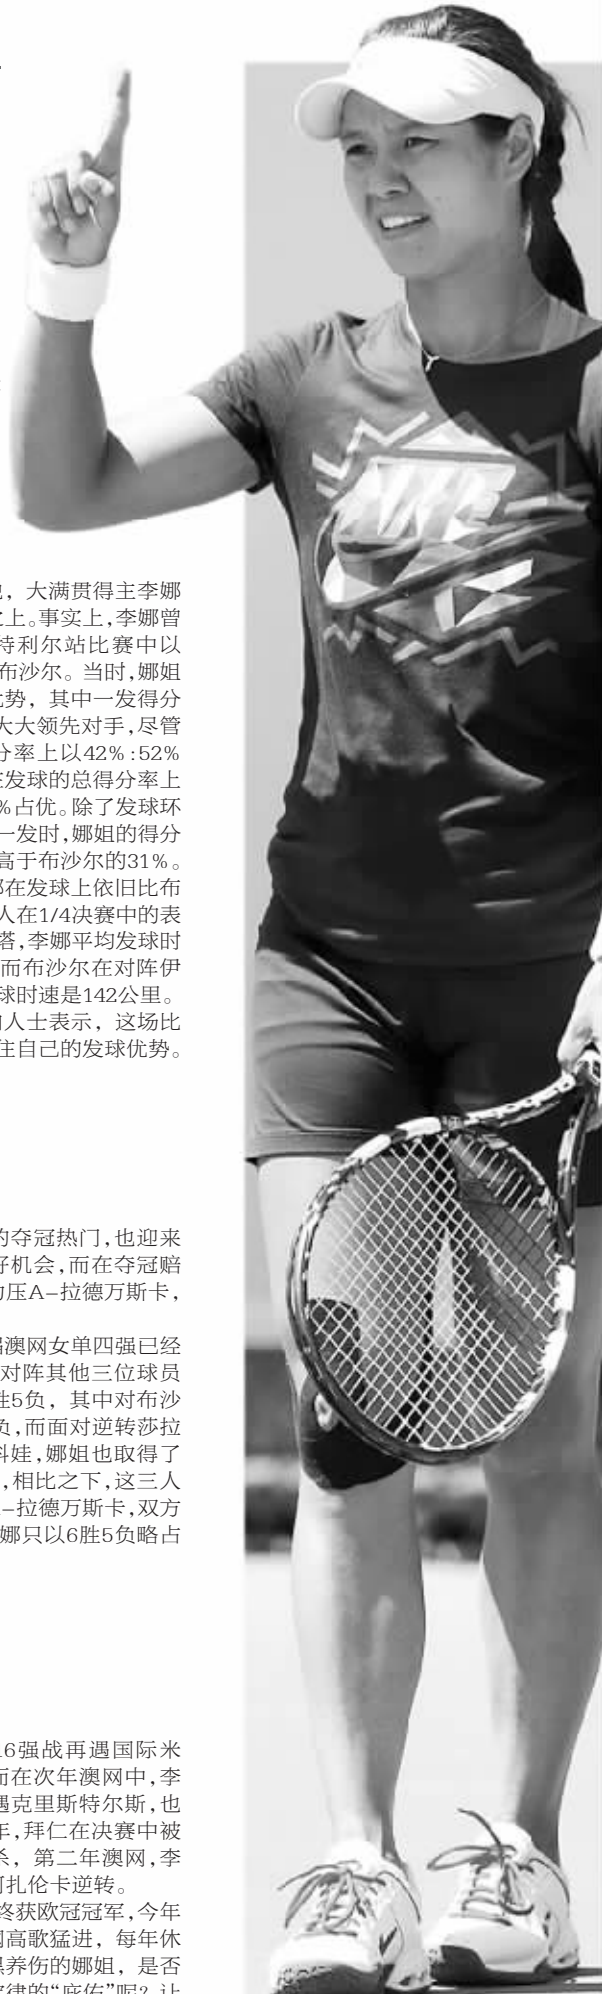 ，大满贯得主李娜
之上。事实上，李娜曾
特利尔站比赛中以
布沙尔。当时，娜姐
优势，其中一发得分
大大领先对手，尽管
分率上以42%:52%
在发球的总得分率上
%占优。除了发球环
一发时，娜姐的得分
高于布沙尔的31%。
娜在发球上依旧比布
人在1/4决赛中的表
塔，李娜平均发球时
而布沙尔在对阵伊
球时速是142公里。
内人士表示，这场比
住自己的发球优势。
的夺冠热门，也迎来
好机会，而在夺冠赔
力压A-拉德万斯卡，
届澳网女单四强已经
对阵其他三位球员
胜5负，其中对布沙
负，而面对逆转莎拉
科娃，娜姐也取得了
，相比之下，这三人
-拉德万斯卡，双方
娜只以6胜5负略占
16强战再遇国际米
而在次年澳网中，李
遇克里斯特尔斯，也
年，拜仁在决赛中被
杀，第二年澳网，李
阿扎伦卡逆转。
终获欧冠冠军，今年
网高歌猛进，每年休
黑养伤的娜姐，是否
定律的“庇佑”呢？让
NIKE
babolat